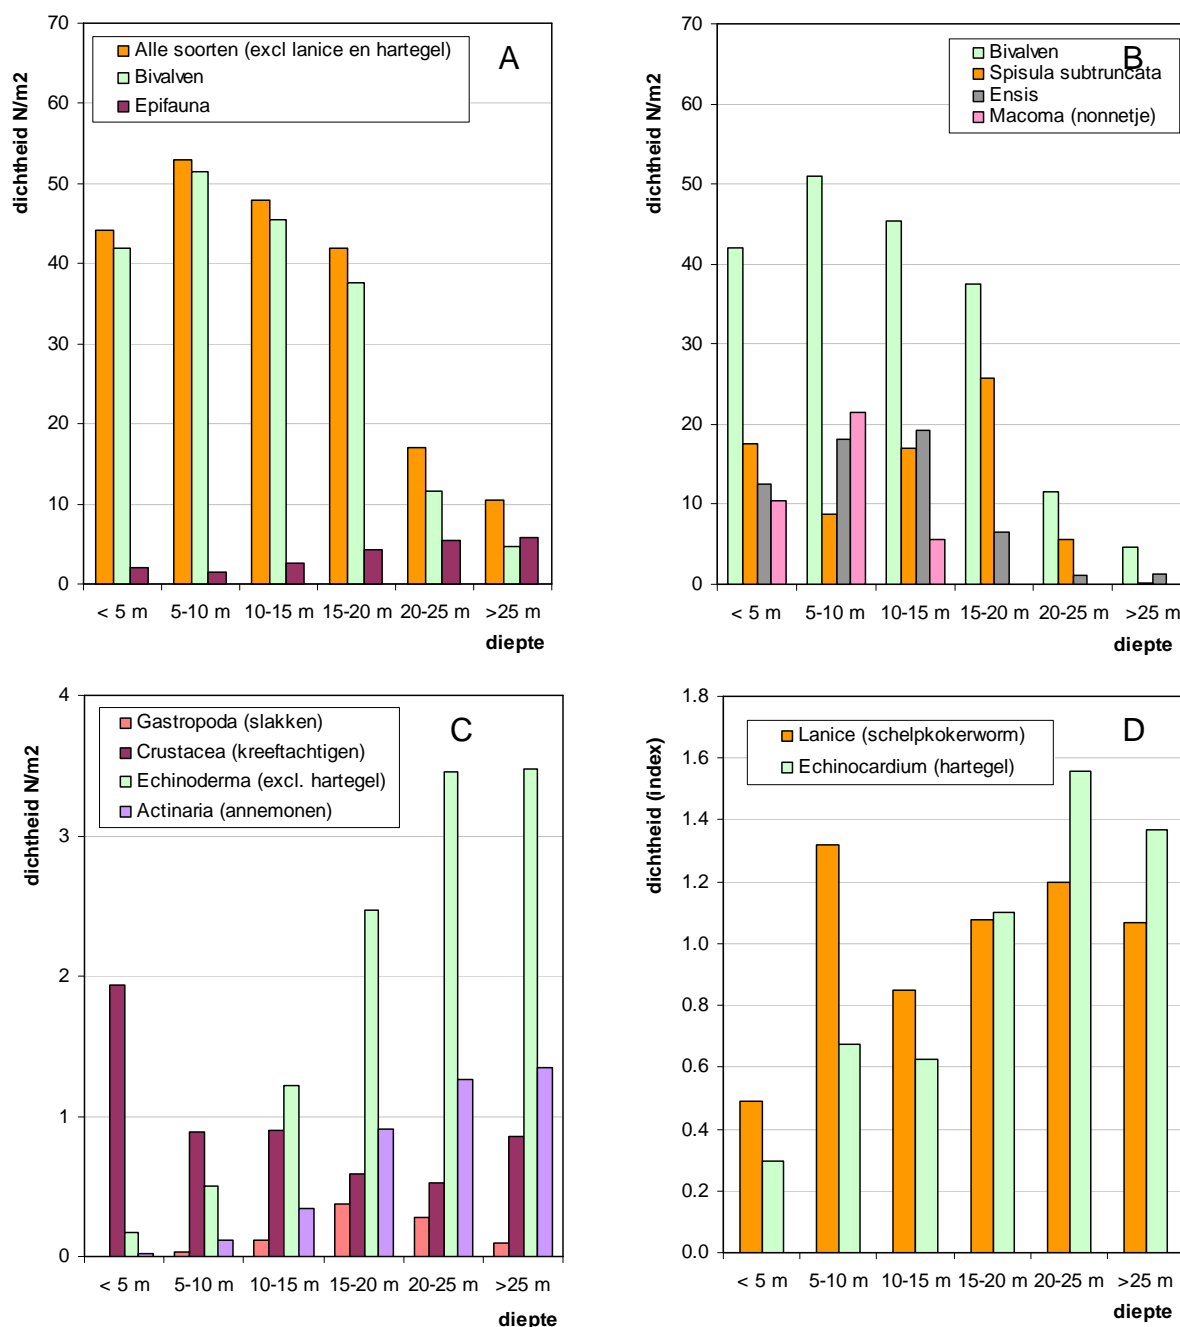 A
Alle soorten (excl lanice en hartegel)
Bivalven
Epifauna
dichtheid N/m2
70
60
50
40
30
20
10
0
< 5 m 5-10 m 10-15 m 15-20 m 20-25 m >25 m
diepte
B
Bivalven
Spisula subtruncata
Ensis
Macoma (nonnetje)
dichtheid N/m2
70
60
50
40
30
20
10
0
< 5 m 5-10 m 10-15 m 15-20 m 20-25 m >25 m
diepte
C
Gastropoda (slakken)
Crustacea (kreeftachtigen)
Echinoderma (excl. hartegel)
Actinaria (annemonen)
dichtheid N/m2
4
3
2
1
0
< 5 m 5-10 m 10-15 m 15-20 m 20-25 m >25 m
diepte
D
Lanice (schelpkokerworm)
Echinocardium (hartegel)
dichtheid (index)
1.8
1.6
1.4
1.2
1.0
0.8
0.6
0.4
0.2
0.0
< 5 m 5-10 m 10-15 m 15-20 m 20-25 m >25 m
diepte